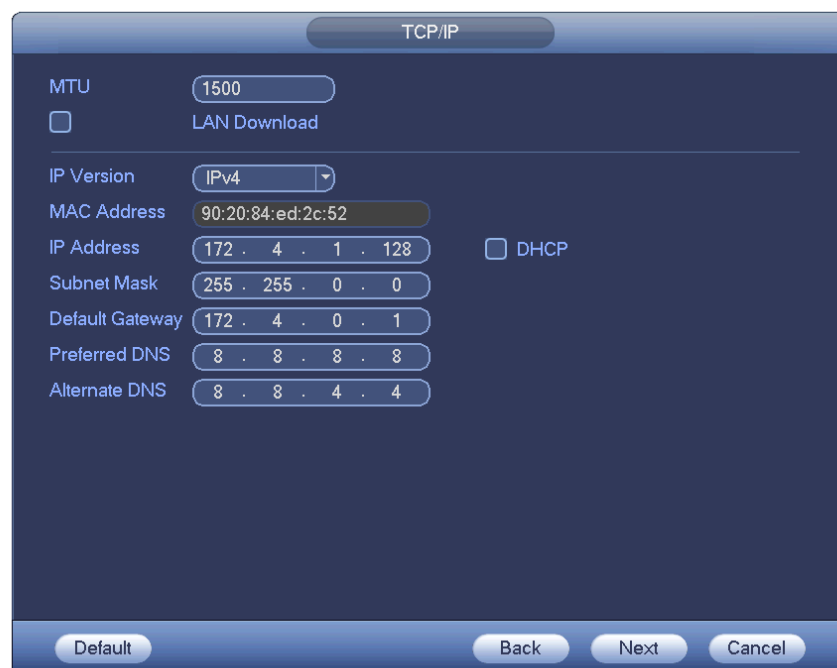 TCP/IP
MTU 1500
LAN Download
IP Version IPv4
MAC Address 90:20:84:ed:2c:52
IP Address 172 . 4 . 1 . 128 DHCP
Subnet Mask 255 . 255 . 0 . 0
Default Gateway 172 . 4 . 0 . 1
Preferred DNS 8 . 8 . 8 . 8
Alternate DNS 8 . 8 . 4 . 4
Default Back Next Cancel